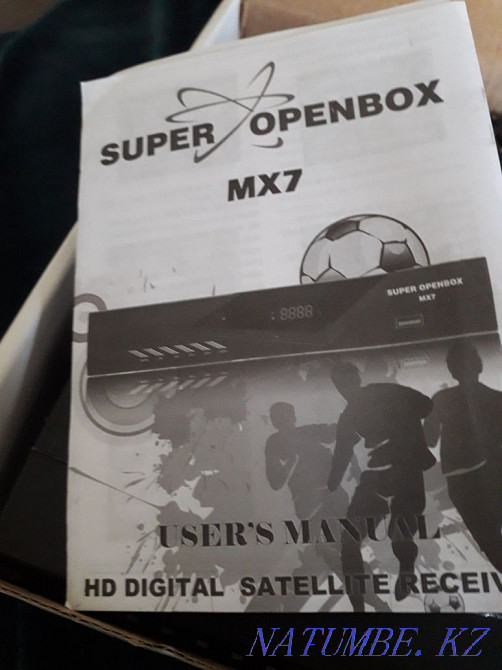 SUPER OPENBOX
MX7
8888
SUPER OPENBOX
MX7
USER'S MANUAL
HD DIGITAL SATELLITE RECEIV
NATUMBE. KZ